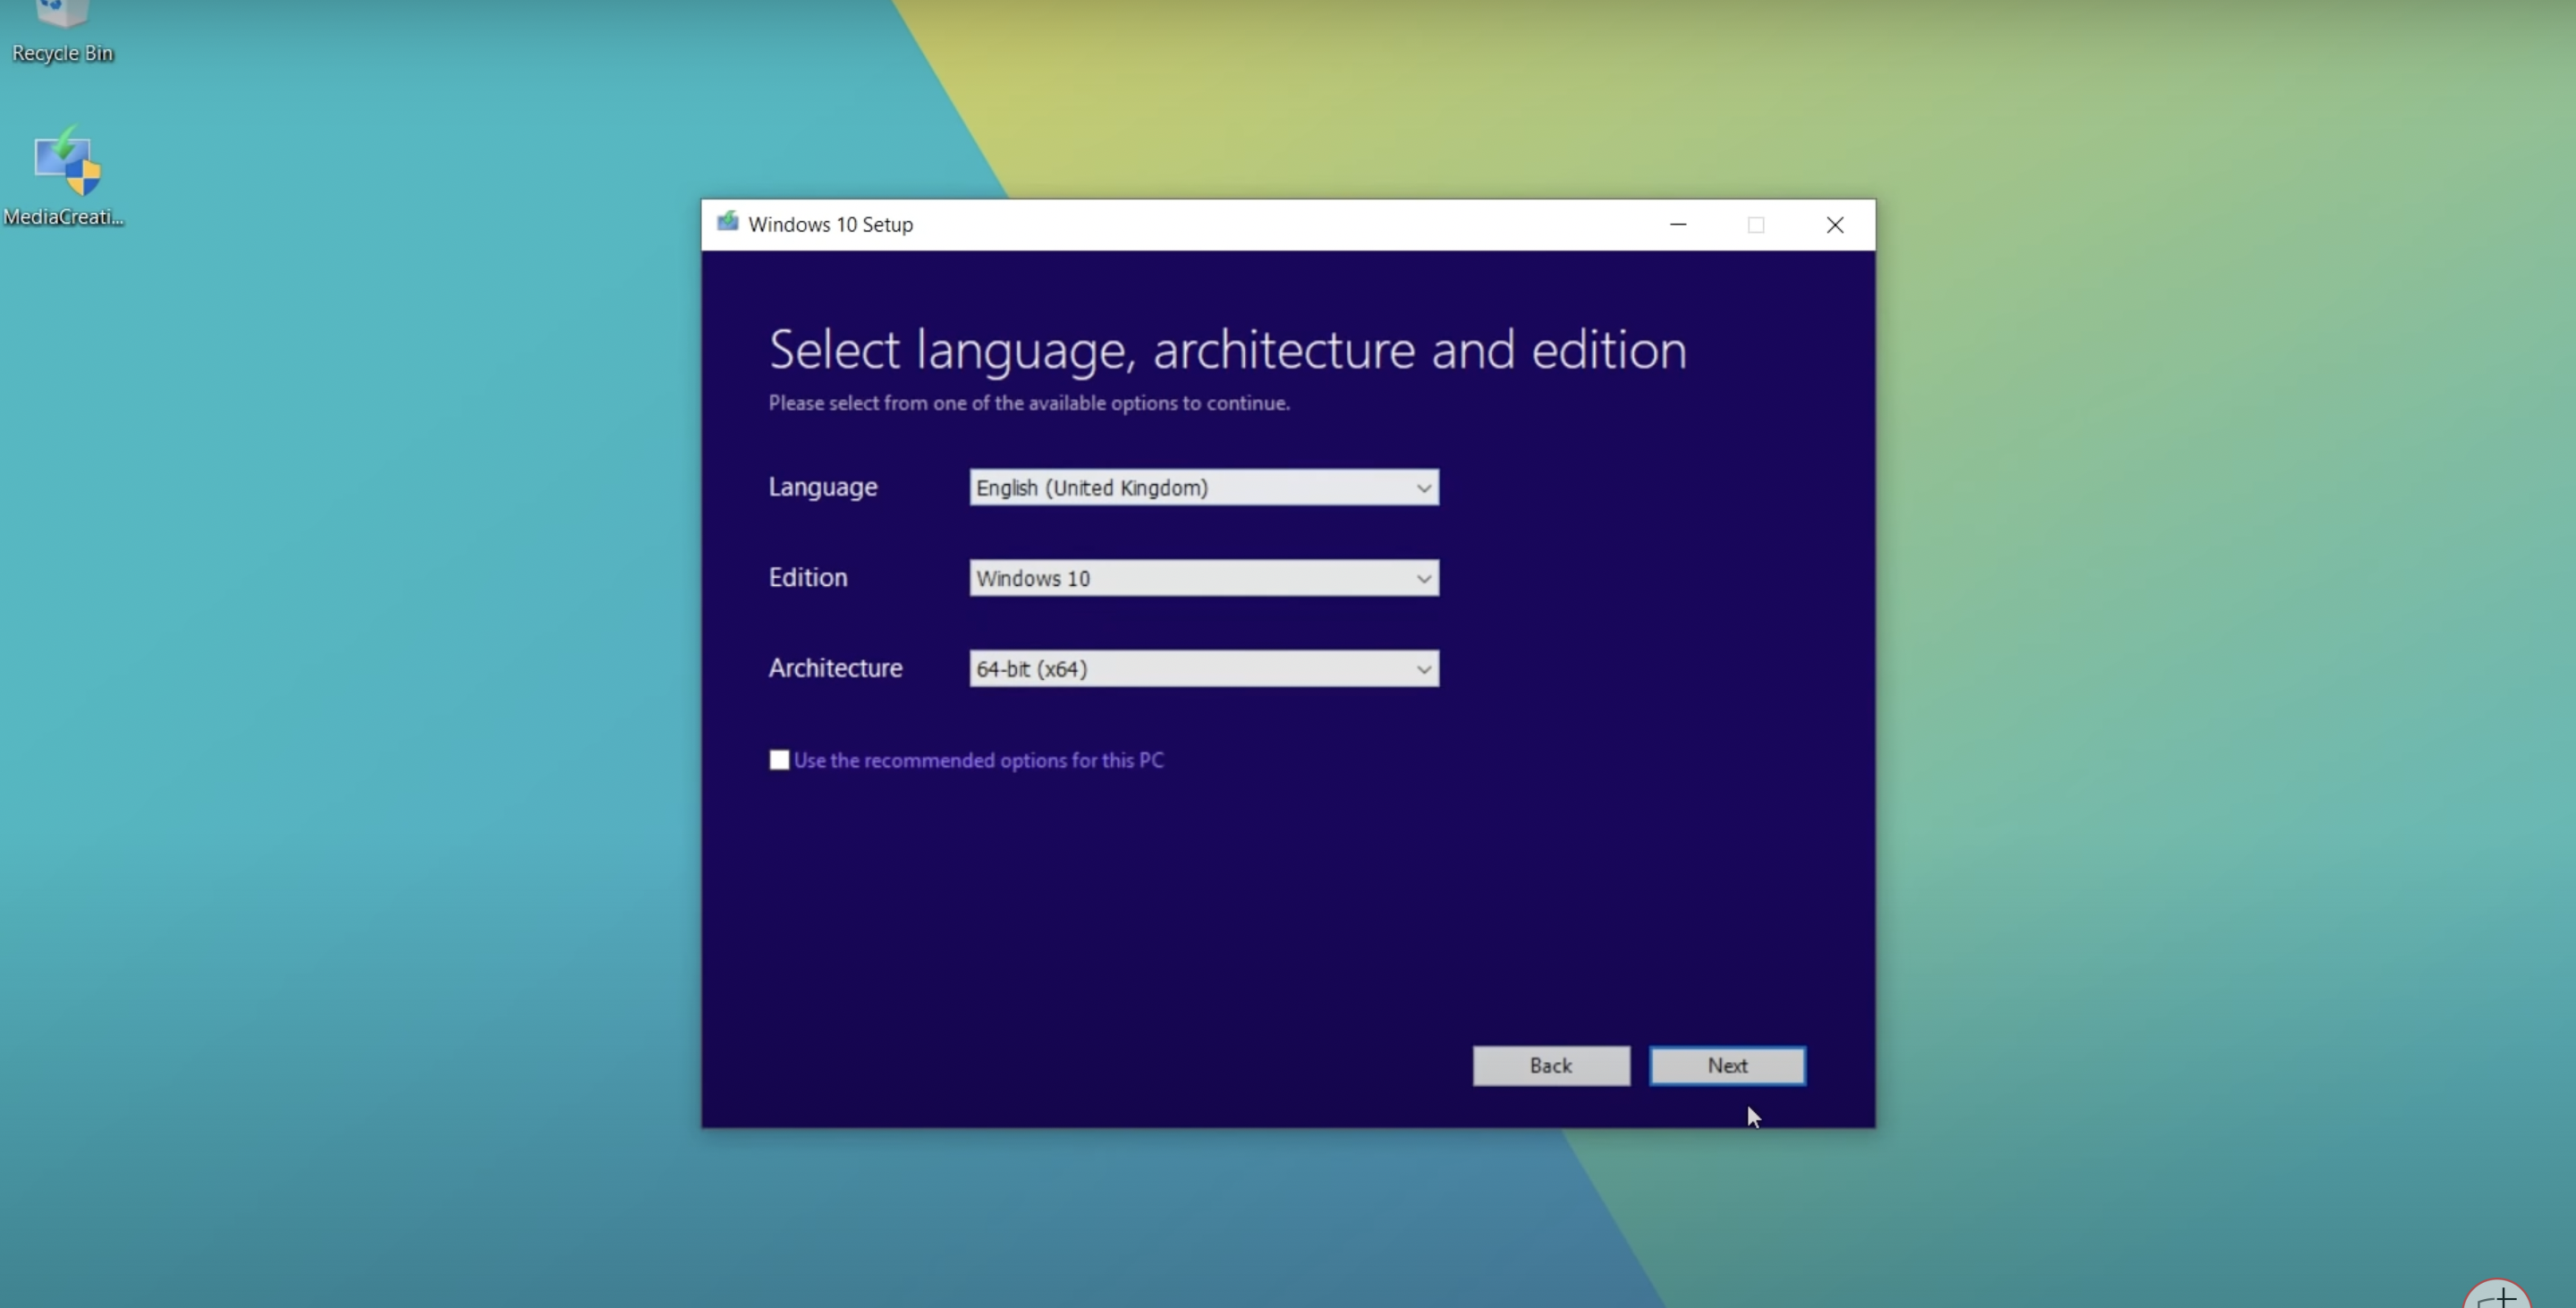 Recycle Bin
MediaCreati...
Windows 10 Setup
Select language, architecture and edition
Please select from one of the available options to continue.
Language English (United Kingdom)
Edition Windows 10
Architecture 64-bit (x64)
Use the recommended options for this PC
Back Next